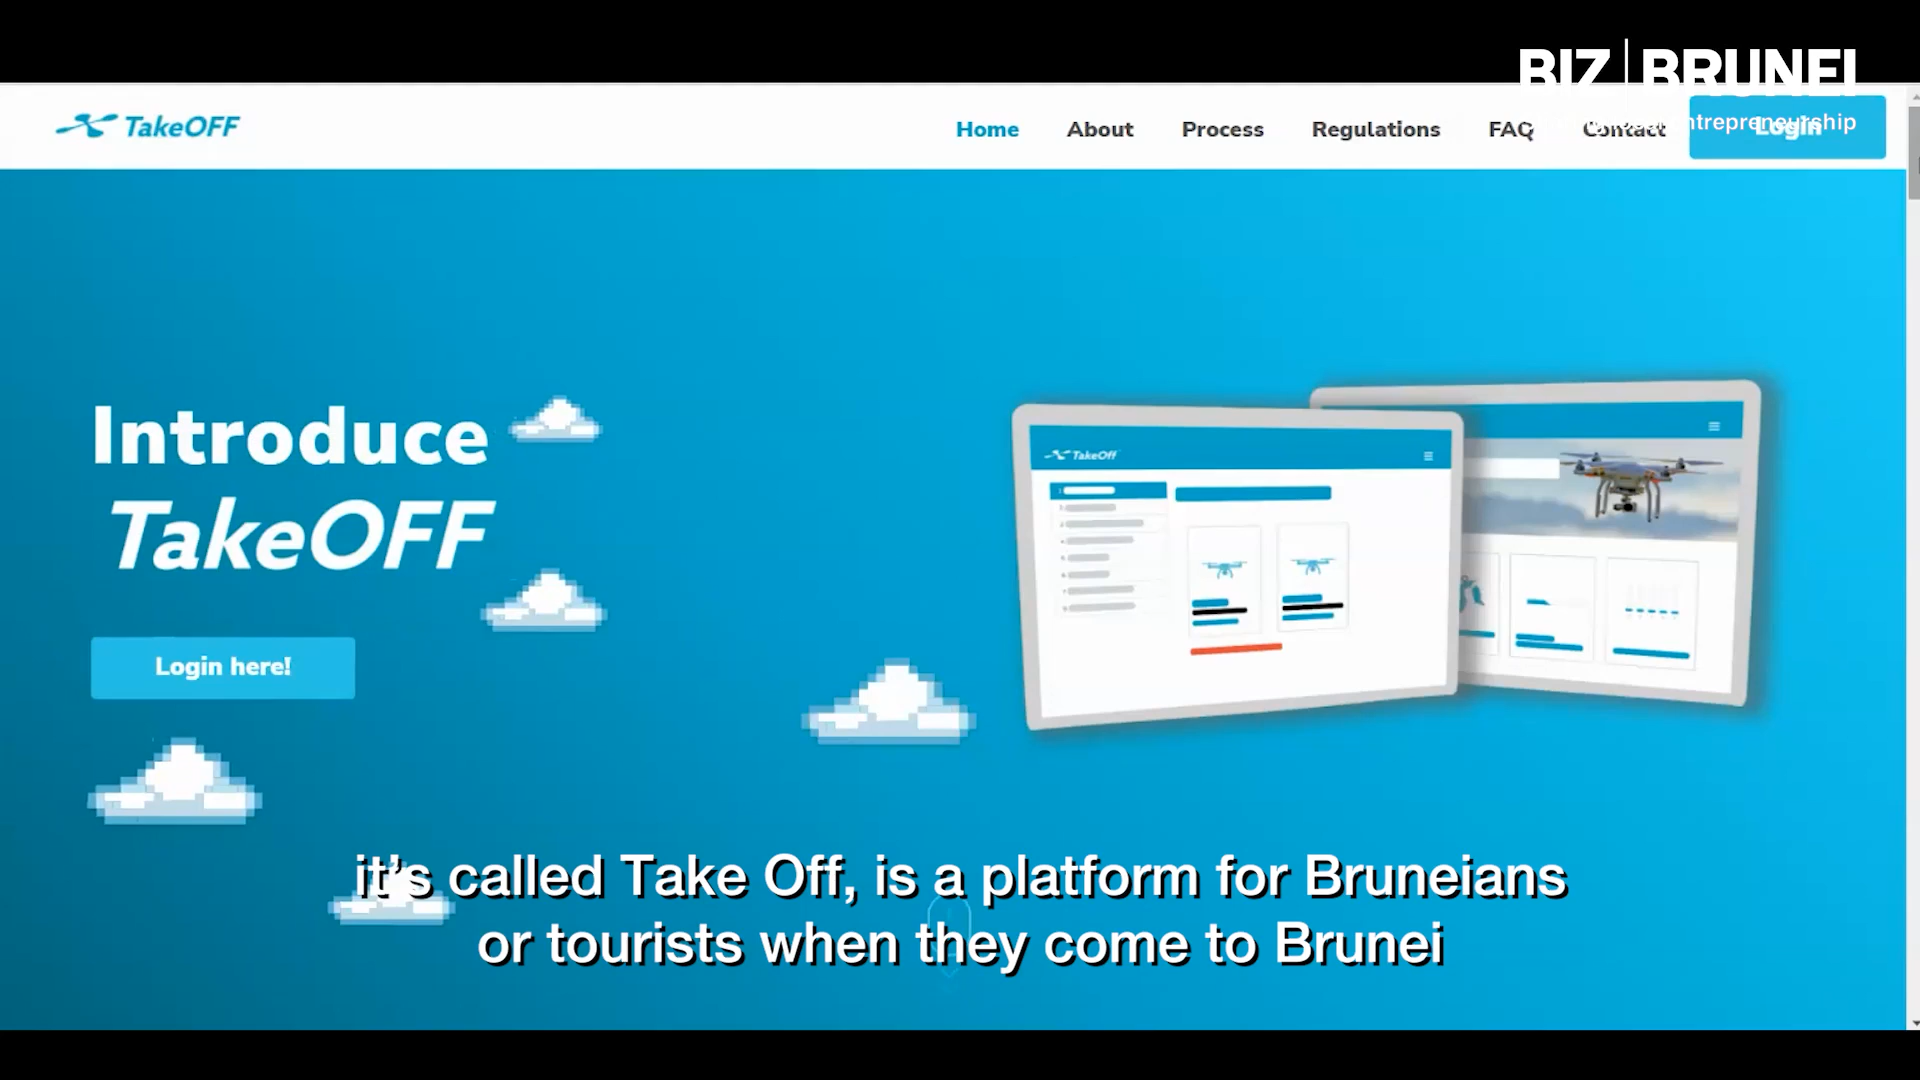 BIZ|BRUNEI
TakeOFF
Home
About
Process
Regulations
FAQ
Contact
Login
Introduce
TakeOFF
Login here!
TakeOff
it's called Take Off, is a platform for Bruneians
or tourists when they come to Brunei